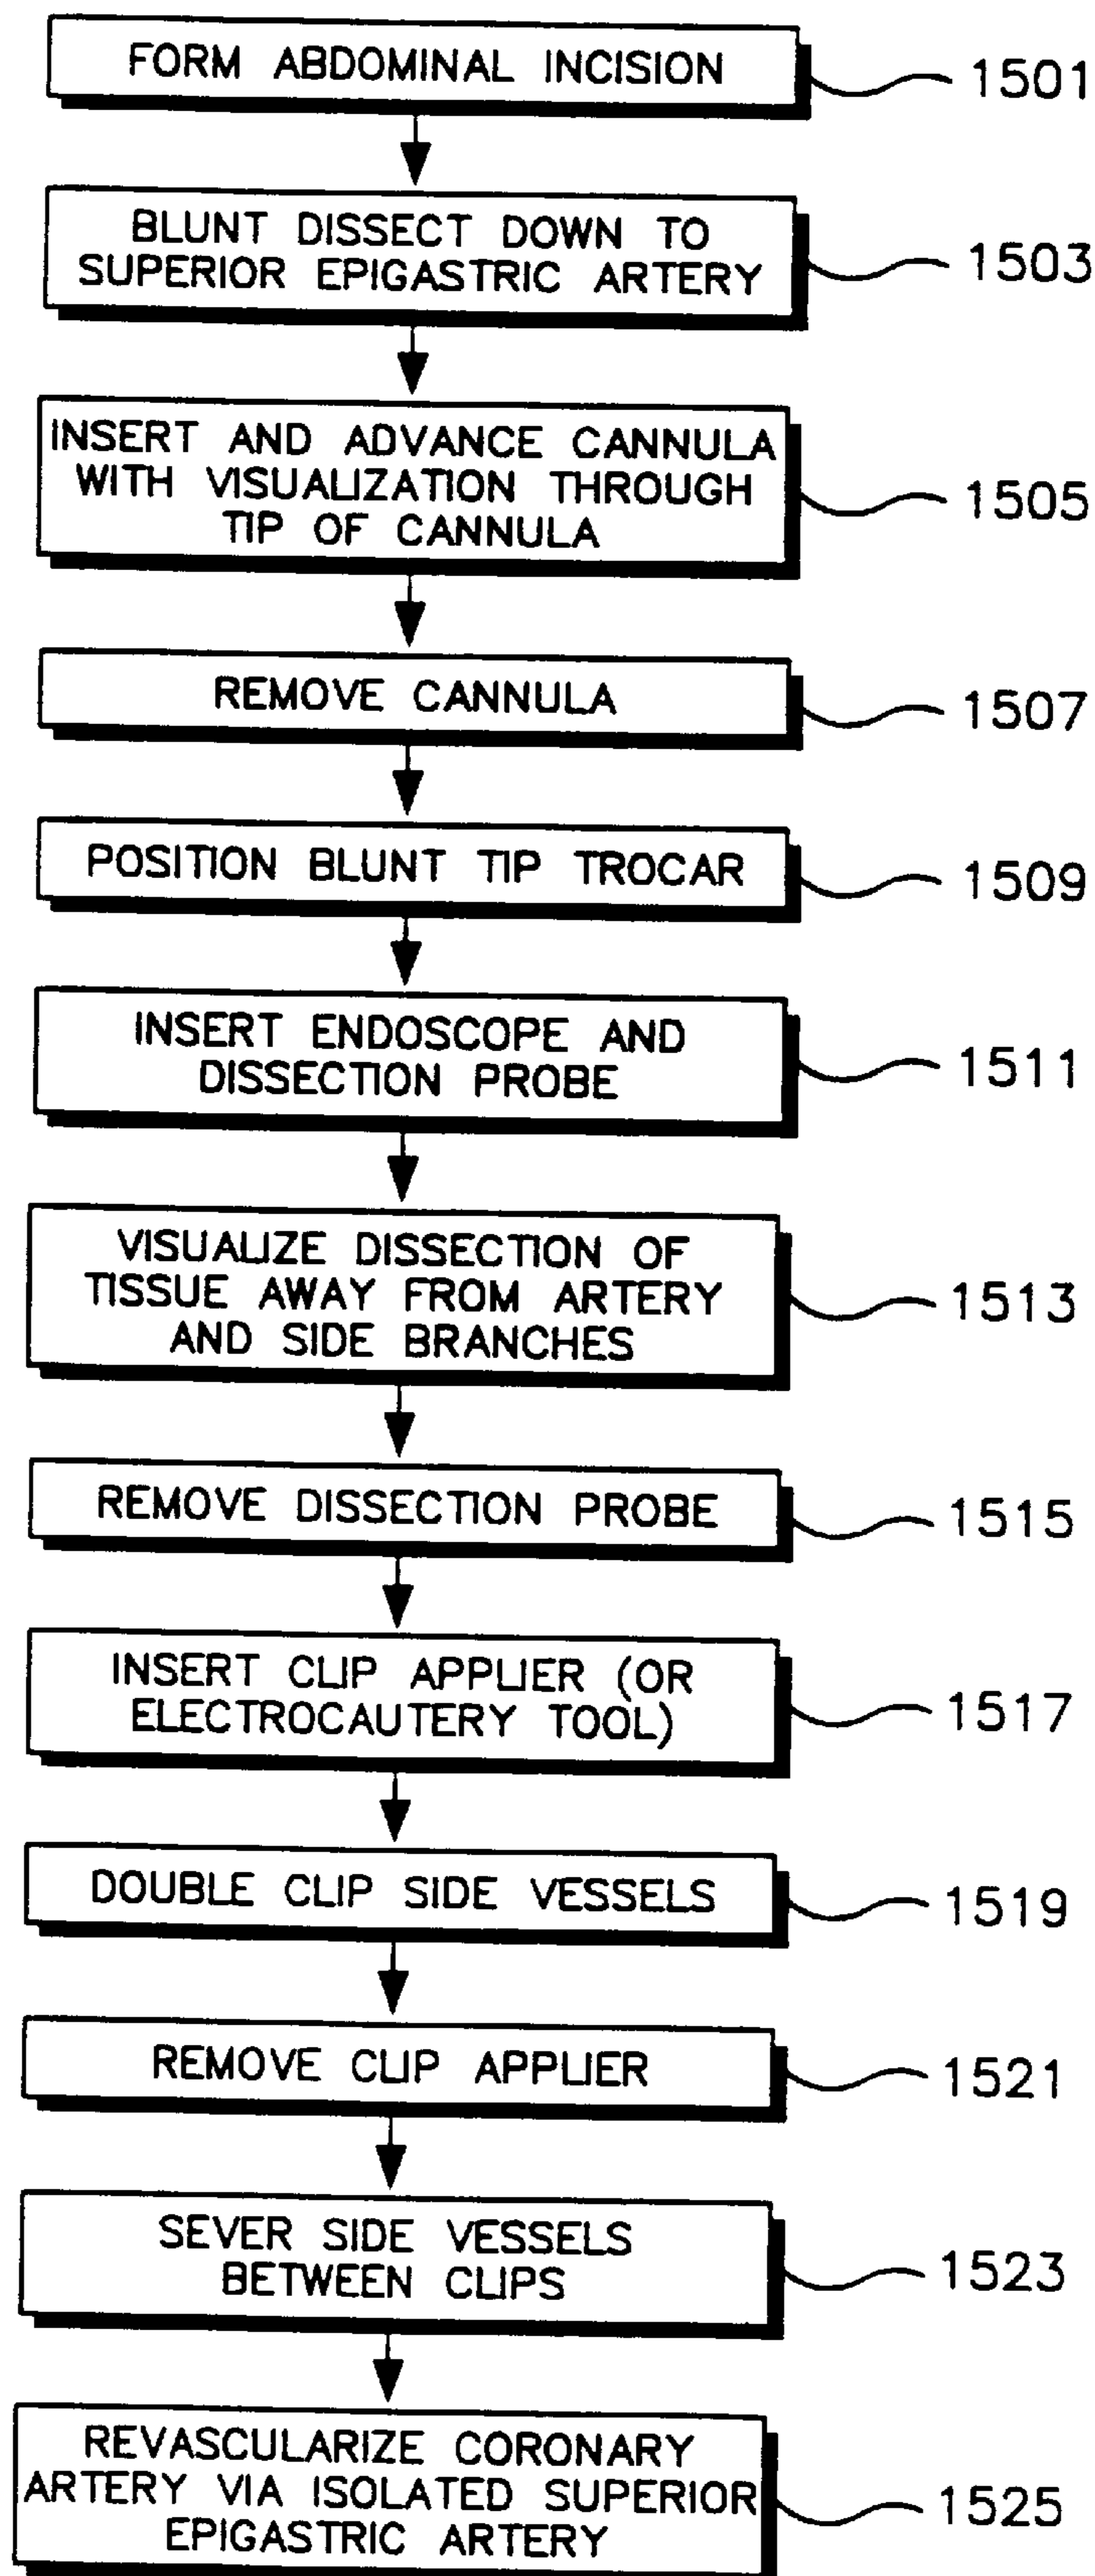 FORM ABDOMINAL INCISION
1501
BLUNT DISSECT DOWN TO
SUPERIOR EPIGASTRIC ARTERY
1503
INSERT AND ADVANCE CANNULA
WITH VISUALIZATION THROUGH
TIP OF CANNULA
1505
REMOVE CANNULA
1507
POSITION BLUNT TIP TROCAR
1509
INSERT ENDOSCOPE AND
DISSECTION PROBE
1511
VISUALIZE DISSECTION OF
TISSUE AWAY FROM ARTERY
AND SIDE BRANCHES
1513
REMOVE DISSECTION PROBE
1515
INSERT CLIP APPLIER (OR
ELECTROCAUTERY TOOL)
1517
DOUBLE CLIP SIDE VESSELS
1519
REMOVE CLIP APPLIER
1521
SEVER SIDE VESSELS
BETWEEN CLIPS
1523
REVASCULARIZE CORONARY
ARTERY VIA ISOLATED SUPERIOR
EPIGASTRIC ARTERY
1525